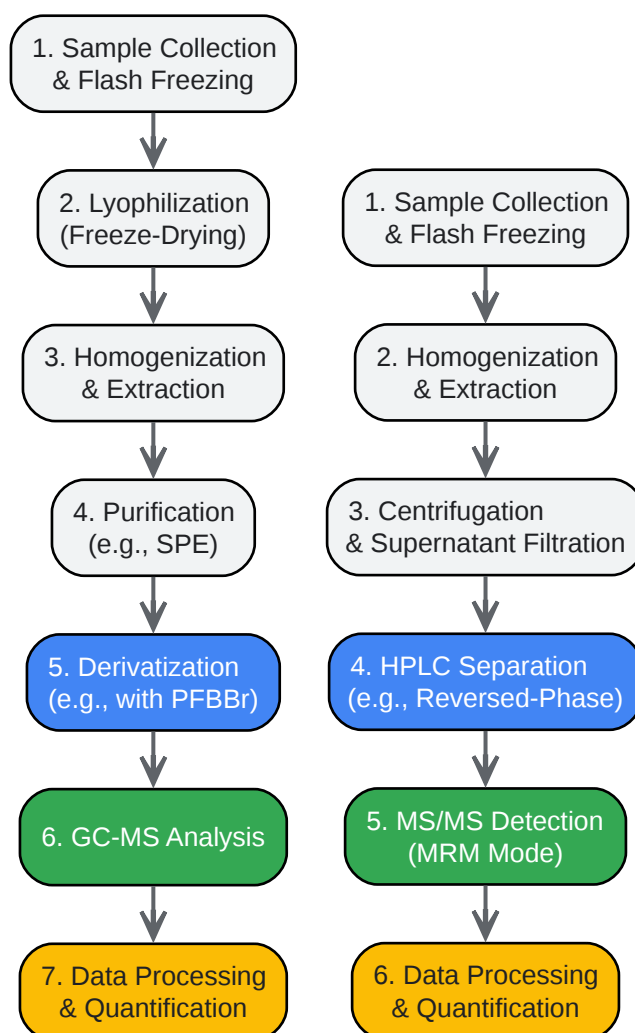 1. Sample Collection
& Flash Freezing
2. Lyophilization
(Freeze-Drying)
3. Homogenization
& Extraction
4. Purification
(e.g., SPE)
5. Derivatization
(e.g., with PFBBr)
6. GC-MS Analysis
7. Data Processing
& Quantification
1. Sample Collection
& Flash Freezing
2. Homogenization
& Extraction
3. Centrifugation
& Supernatant Filtration
4. HPLC Separation
(e.g., Reversed-Phase)
5. MS/MS Detection
(MRM Mode)
6. Data Processing
& Quantification